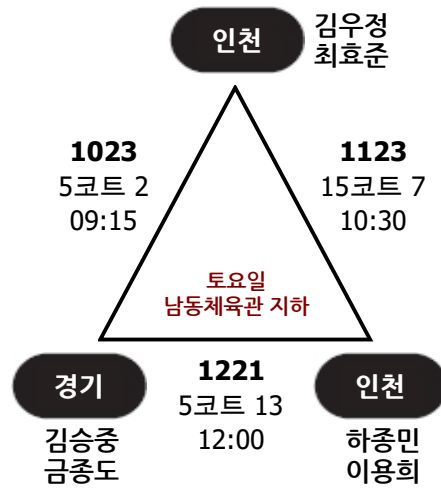 인천
김우정
최효준
1023
5코트 2
09:15
1123
15코트 7
10:30
토요일
남동체육관 지하
경기
김승중
금종도
1221
5코트 13
12:00
인천
하종민
이용희